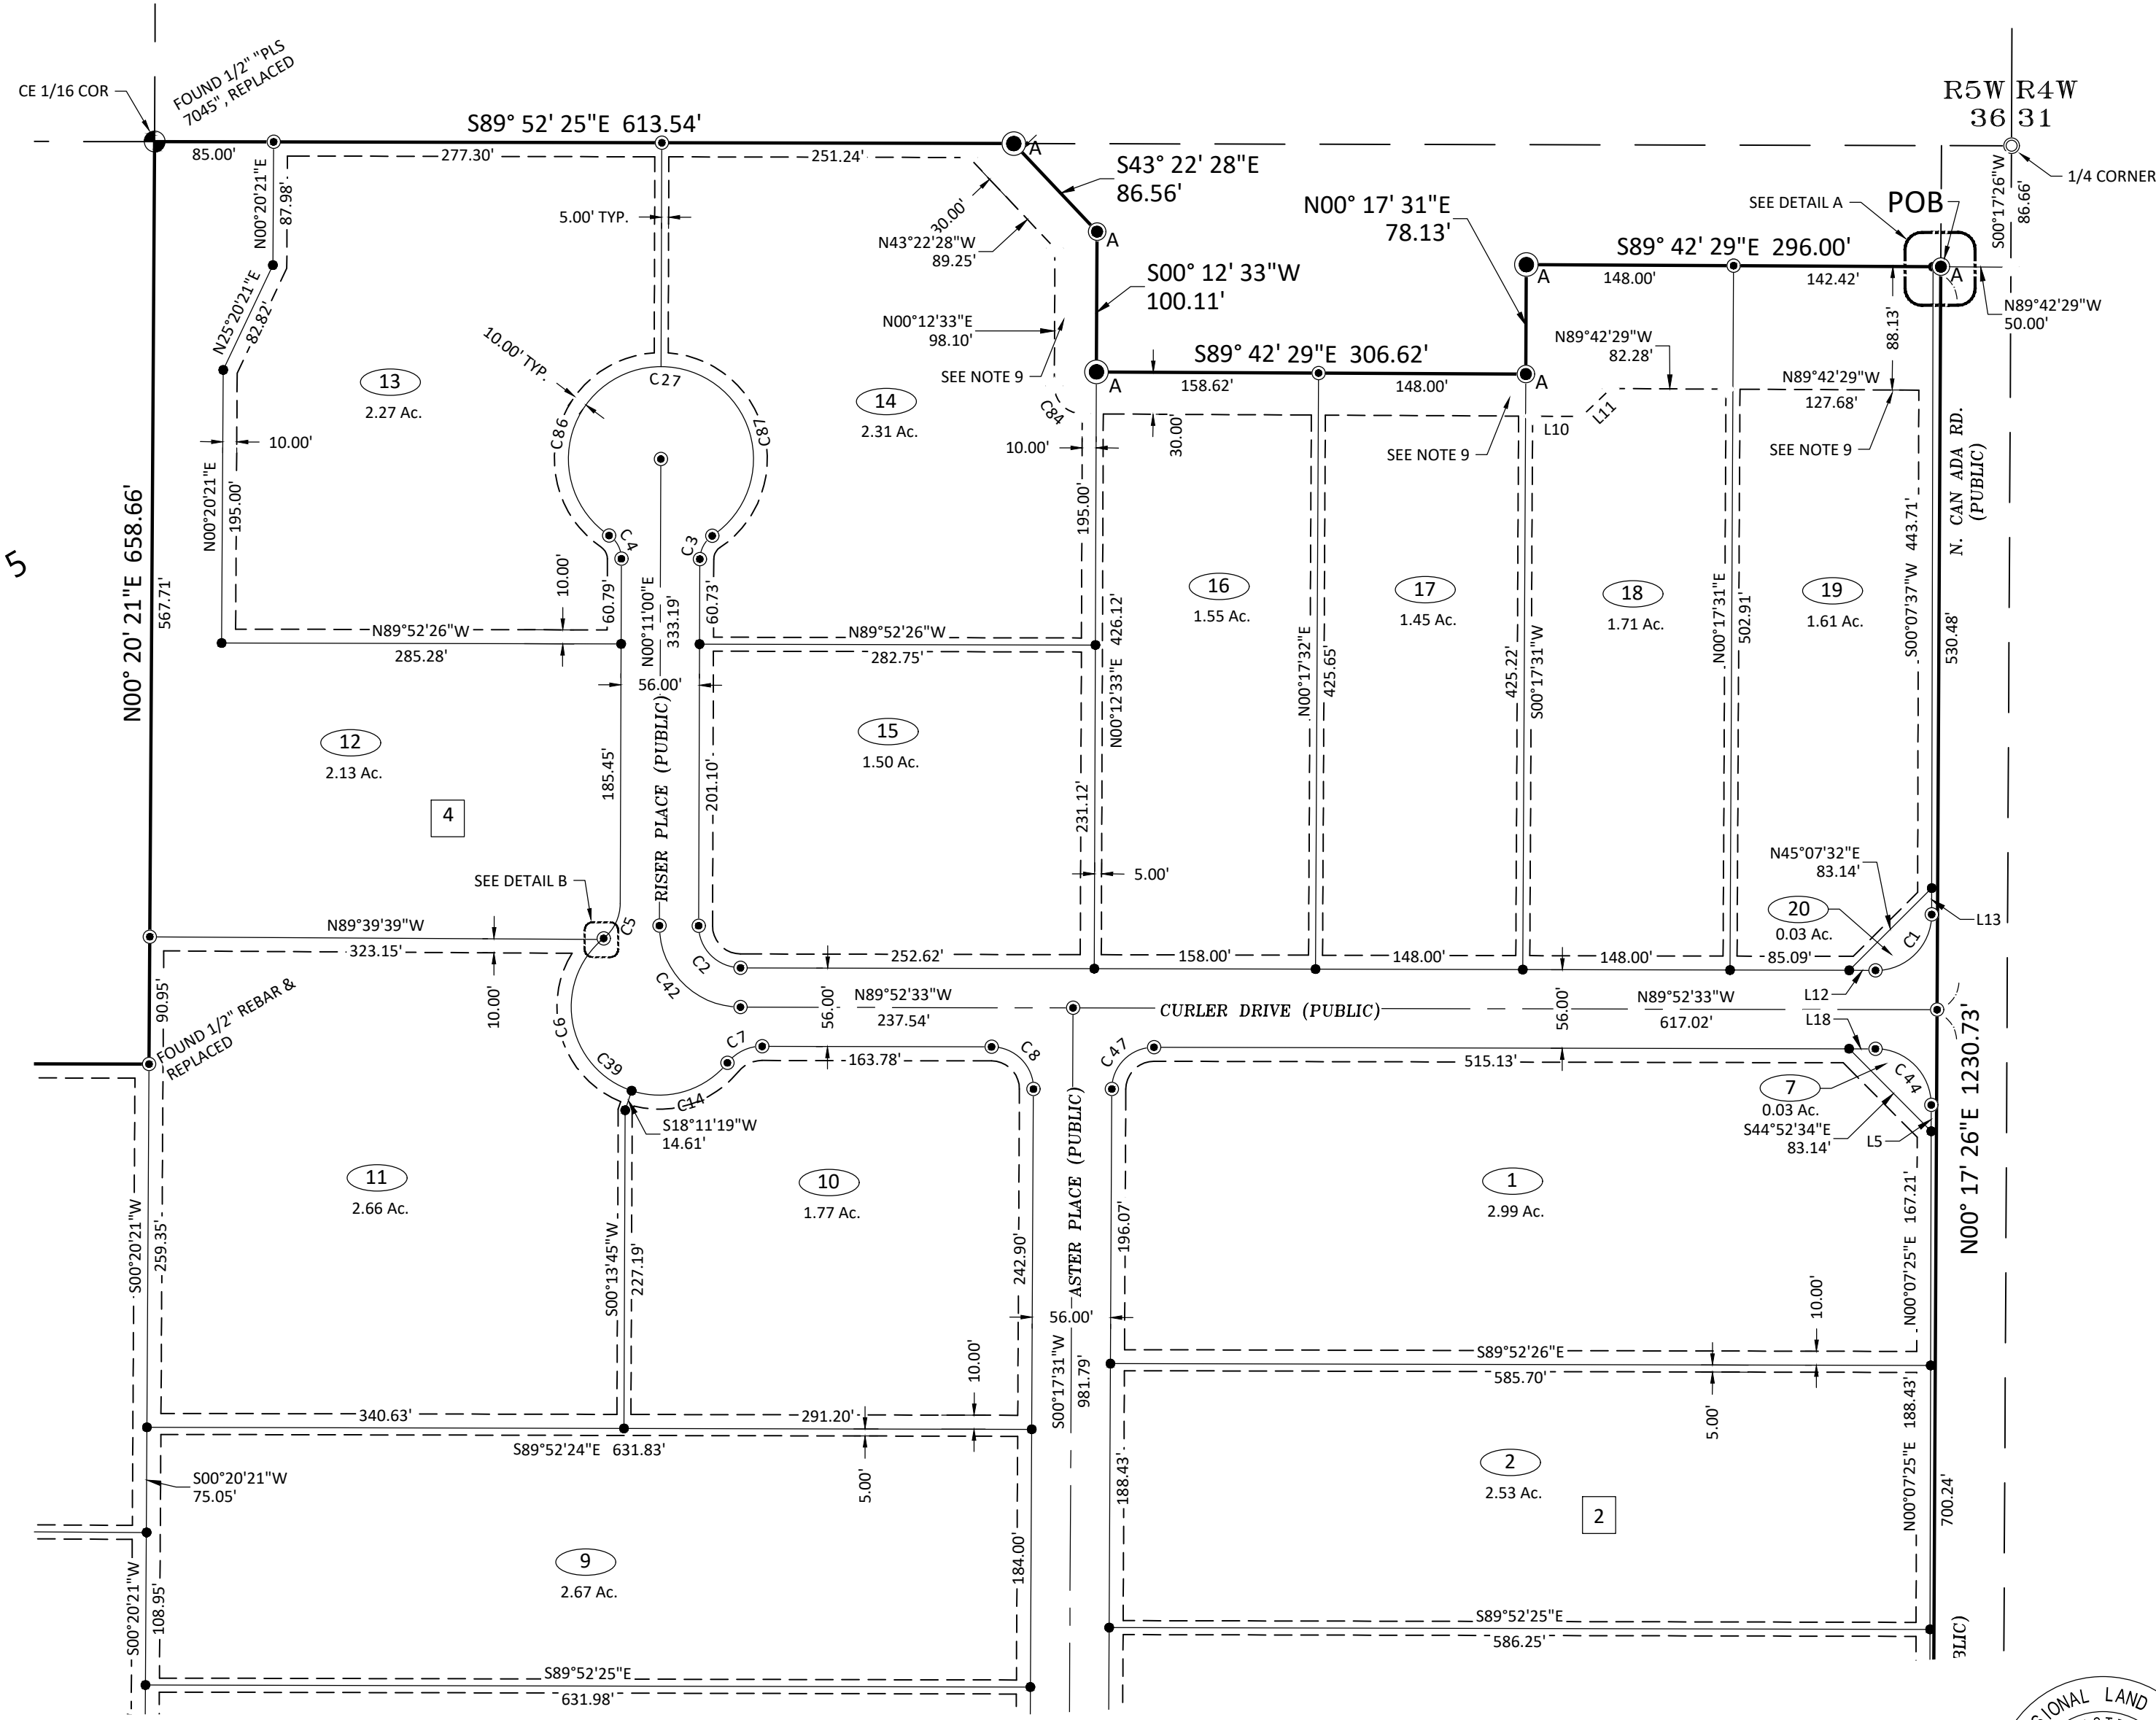 R5W R4W
36 31
CE 1/16 COR
FOUND 1/2" "PLS
7045", REPLACED
S89° 52' 25"E 613.54'
85.00'
277.30'
251.24'
A
S43° 22' 28"E
86.56'
1/4 CORNER
S00°17'26"W
86.66'
SEE DETAIL A
POB
N00° 17' 31"E
78.13'
N00°20'21"E
87.98'
5.00' TYP.
30.00'
N43°22'28"W
89.25'
A
S89° 42' 29"E 296.00'
148.00'
142.42'
A
A
N89°42'29"W
50.00'
S00° 12' 33"W
100.11'
N25°20'21"E
82.82'
10.00' TYP.
N00°12'33"E
98.10'
SEE NOTE 9
N89°42'29"W
82.28'
88.13'
S89° 42' 29"E 306.62'
158.62'
148.00'
A
A
N89°42'29"W
127.68'
13
2.27 Ac.
C27
C86
C87
14
2.31 Ac.
C84
L10
L11
SEE NOTE 9
SEE NOTE 9
N. CAN ADA RD.
(PUBLIC)
10.00'
10.00'
30.00'
N00°20'21"E
195.00'
195.00'
S00°07'37"W 443.71'
530.48'
5
N00° 20' 21"E 658.66'
567.71'
C4
C3
10.00'
60.79'
N00°11'00"E
333.19'
60.73'
16
1.55 Ac.
17
1.45 Ac.
18
1.71 Ac.
19
1.61 Ac.
N89°52'26"W
285.28'
N89°52'26"W
282.75'
56.00'
N00°12'33"E 426.12'
N00°17'32"E
425.65'
425.22'
S00°17'31"W
N00°17'31"E
502.91'
12
2.13 Ac.
15
1.50 Ac.
185.45'
RISER PLACE (PUBLIC)
201.10'
231.12'
4
SEE DETAIL B
5.00'
N45°07'32"E
83.14'
20
0.03 Ac.
L13
C1
N89°39'39"W
323.15'
C5
C2
C42
252.62'
158.00'
148.00'
148.00'
85.09'
L12
90.95'
10.00'
56.00'
N89°52'33"W
237.54'
CURLER DRIVE (PUBLIC)
56.00'
N89°52'33"W
617.02'
FOUND 1/2" REBAR &
REPLACED
C6
C39
C7
163.78'
C8
C47
515.13'
L18
C44
7
0.03 Ac.
S44°52'34"E
83.14'
L5
N00° 17' 26"E 1230.73'
C14
S18°11'19"W
14.61'
11
2.66 Ac.
10
1.77 Ac.
1
2.99 Ac.
S00°20'21"W
259.35'
S00°13'45"W
227.19'
242.90'
ASTER PLACE (PUBLIC)
196.07'
N00°07'25"E 167.21'
10.00'
56.00'
10.00'
S89°52'26"E
585.70'
5.00'
340.63'
291.20'
S89°52'24"E 631.83'
5.00'
S00°17'31"W
981.79'
S00°20'21"W
75.05'
2
2.53 Ac.
2
188.43'
N00°07'25"E 188.43'
700.24'
9
2.67 Ac.
S00°20'21"W
108.95'
184.00'
S89°52'25"E
586.25'
S89°52'25"E
631.98'
BLIC)
SIONAL LAND